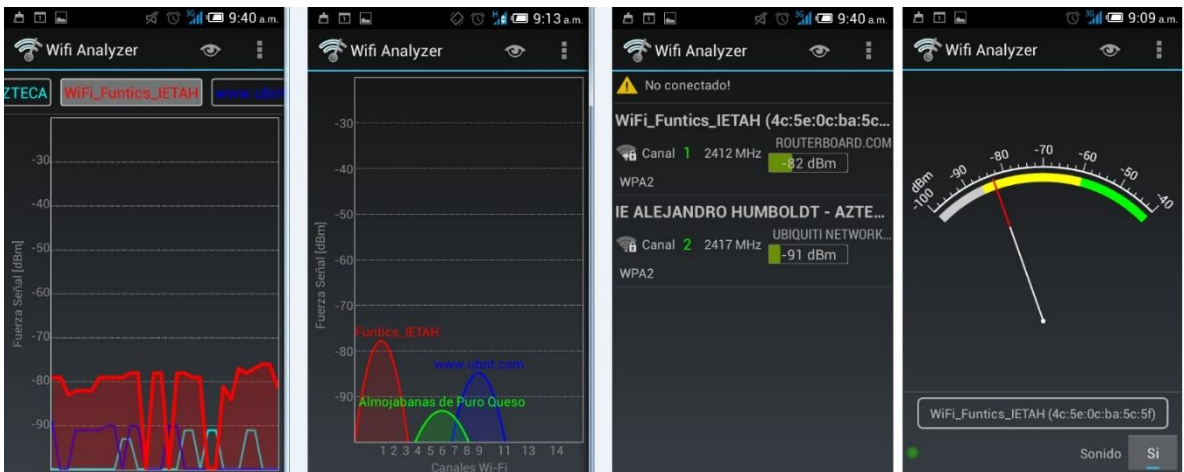 9:40 a.m.
Wifi Analyzer
ZTECA
WiFi_Funtics_IETAH
www.ubnt
-30
-40
-50
-60
-70
-80
-90
Fuerza Señal [dBm]
9:13 a.m.
Wifi Analyzer
-30
-40
-50
-60
-70
-80
-90
Fuerza Señal [dBm]
Funtics_IETAH
www.ubnt.com
Almojabanas de Puro Queso
1 2 3 4 5 6 7 8 9 11 13 14
Canales Wi-Fi
3G 9:40 a.m.
Wifi Analyzer
No conectado!
WiFi_Funtics_IETAH (4c:5e:0c:ba:5c...
ROUTERBOARD.COM
Canal 1 2412 MHz -82 dBm
WPA2
IE ALEJANDRO HUMBOLDT - AZTE...
UBIQUITI NETWORK...
Canal 2 2417 MHz -91 dBm
WPA2
3G 9:09 a.m.
Wifi Analyzer
dBm
-100 -90 -80 -70 -60 -50 -40
WiFi_Funtics_IETAH (4c:5e:0c:ba:5c:5f)
Sonido Si